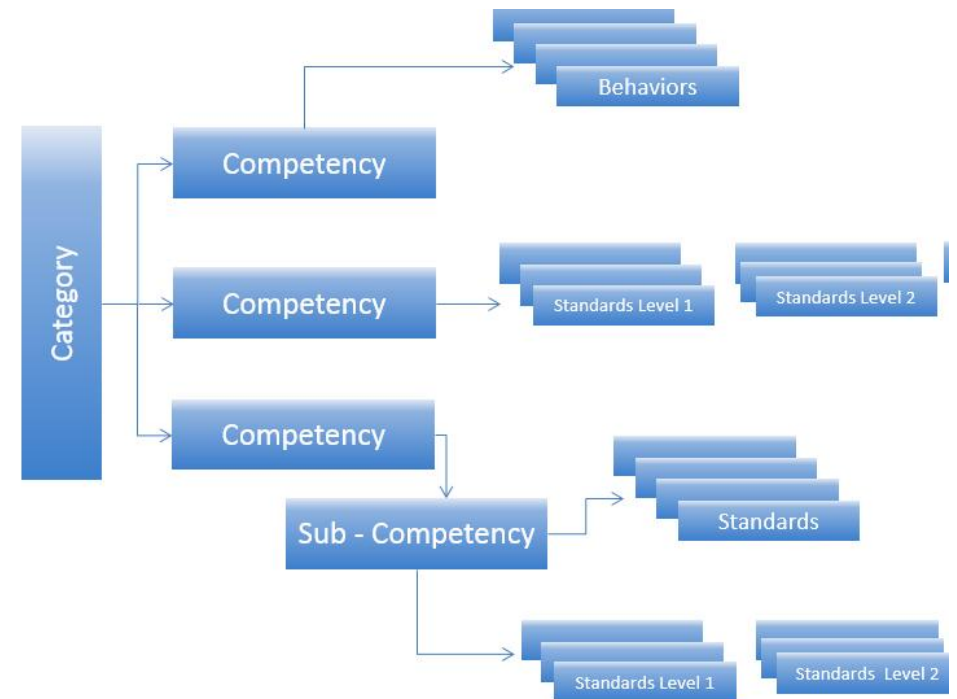 Behaviors
Category
Competency
Competency
Standards Level 1
Standards Level 2
Competency
Sub - Competency
Standards
Standards Level 1
Standards  Level 2